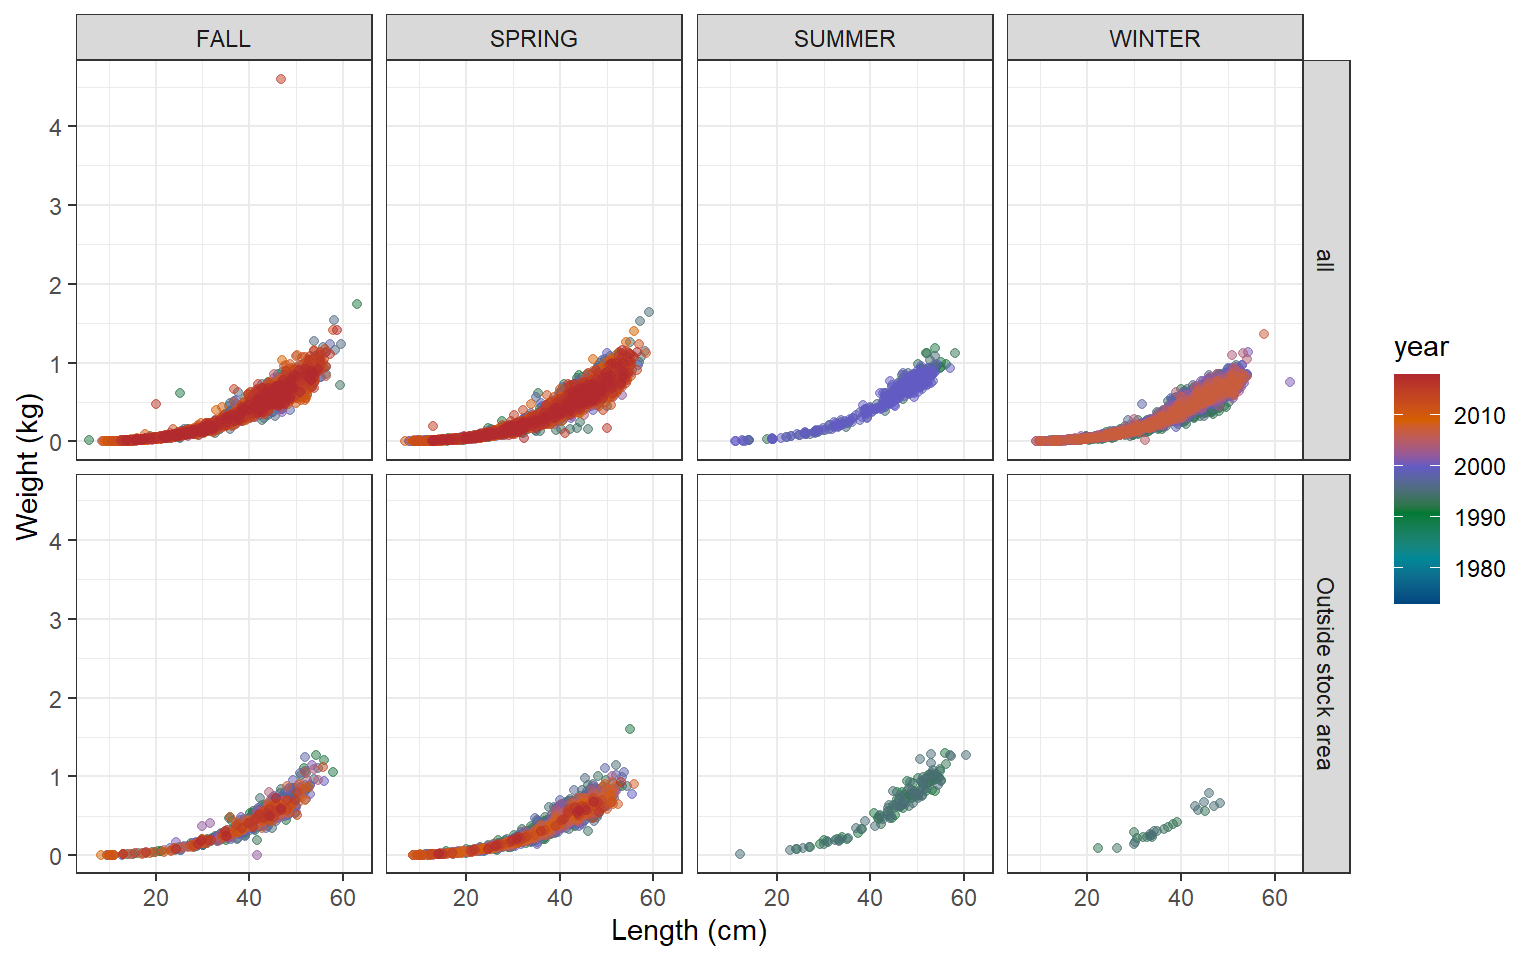 FALL SPRING SUMMER WINTER
4
3
2
1
0
all
4
3
2
1
0
Outside stock area
20 40 60 20 40 60 20 40 60 20 40 60
Length (cm)
Weight (kg)
year
2010
2000
1990
1980